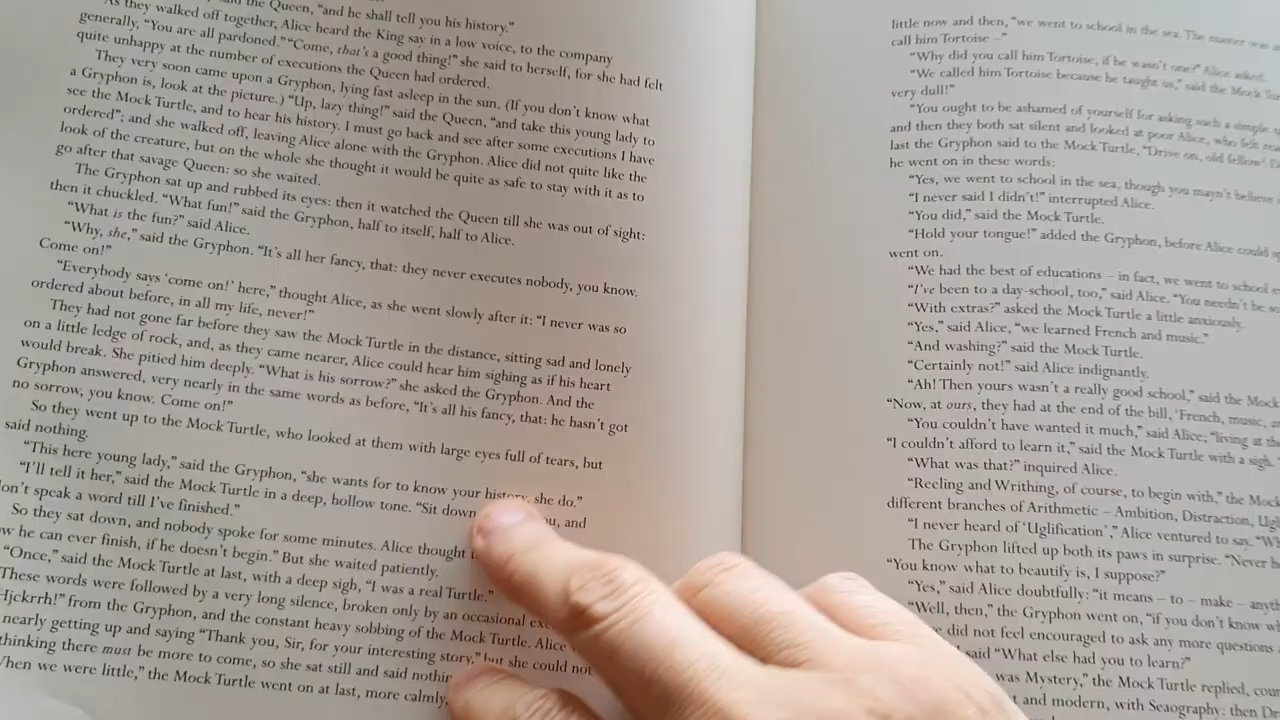 the Queen, "and he shall tell you his history."
As they walked off together, Alice heard the King say in a low voice, to the company
generally, "You are all pardoned." "Come, that's a good thing!" she said to herself, for she had felt
quite unhappy at the number of executions the Queen had ordered.
They very soon came upon a Gryphon, lying fast asleep in the sun. (If you don't know what
a Gryphon is, look at the picture.) "Up, lazy thing!" said the Queen, "and take this young lady to
see the Mock Turtle, and to hear his history. I must go back and see after some executions I have
ordered"; and she walked off, leaving Alice alone with the Gryphon. Alice did not quite like the
look of the creature, but on the whole she thought it would be quite as safe to stay with it as to
go after that savage Queen: so she waited.
The Gryphon sat up and rubbed its eyes: then it watched the Queen till she was out of sight:
then it chuckled. "What fun!" said the Gryphon, half to itself, half to Alice.
"What is the fun?" said Alice.
"Why, she," said the Gryphon. "It's all her fancy, that: they never executes nobody, you know.
Come on!"
"Everybody says 'come on!' here," thought Alice, as she went slowly after it: "I never was so
ordered about before, in all my life, never!"
They had not gone far before they saw the Mock Turtle in the distance, sitting sad and lonely
on a little ledge of rock, and, as they came nearer, Alice could hear him sighing as if his heart
would break. She pitied him deeply. "What is his sorrow?" she asked the Gryphon. And the
Gryphon answered, very nearly in the same words as before, "It's all his fancy, that: he hasn't got
no sorrow, you know. Come on!"
So they went up to the Mock Turtle, who looked at them with large eyes full of tears, but
said nothing.
"This here young lady," said the Gryphon, "she wants for to know your history, she do."
"I'll tell it her," said the Mock Turtle in a deep, hollow tone. "Sit down and
don't speak a word till I've finished."
So they sat down, and nobody spoke for some minutes. Alice thought
he can ever finish, if he doesn't begin." But she waited patiently.
"Once," said the Mock Turtle at last, with a deep sigh, "I was a real Turtle."
These words were followed by a very long silence, broken only by an occasional
Hjckrrh!" from the Gryphon, and the constant heavy sobbing of the Mock Turtle. Alice
nearly getting up and saying "Thank you, Sir, for your interesting story," but she could not
thinking there must be more to come, so she sat still and said
When we were little," the Mock Turtle went on at last, more calmly,
little now and then, "we went to school in the sea. The master was
call him Tortoise –"
"Why did you call him Tortoise, if he wasn't one?" Alice asked.
"We called him Tortoise because he taught us," said the Mock
very dull!"
"You ought to be ashamed of yourself for asking such a simple
and then they both sat silent and looked at poor Alice, who felt
last the Gryphon said to the Mock Turtle, "Drive on, old fellow!
he went on in these words:
"Yes, we went to school in the sea, though you mayn't believe
"I never said I didn't!" interrupted Alice.
"You did," said the Mock Turtle.
"Hold your tongue!" added the Gryphon, before Alice could
went on.
"We had the best of educations – in fact, we went to school
"I've been to a day-school, too," said Alice. "You needn't be
"With extras?" asked the Mock Turtle a little anxiously.
"Yes," said Alice, "we learned French and music."
"And washing?" said the Mock Turtle.
"Certainly not!" said Alice indignantly.
"Ah! Then yours wasn't a really good school," said the Mock
"Now, at ours, they had at the end of the bill, 'French, music,
"You couldn't have wanted it much," said Alice; "living at
"I couldn't afford to learn it," said the Mock Turtle with a sigh.
"What was that?" inquired Alice.
"Reeling and Writhing, of course, to begin with," the Mock
different branches of Arithmetic – Ambition, Distraction,
"I never heard of 'Uglification'," Alice ventured to say.
The Gryphon lifted up both its paws in surprise. "Never
"You know what to beautify is, I suppose?"
"Yes," said Alice doubtfully: "it means – to – make –
"Well, then," the Gryphon went on, "if you don't know
did not feel encouraged to ask any more questions
said "What else had you to learn?"
was Mystery," the Mock Turtle replied,
and modern, with Seaography: then